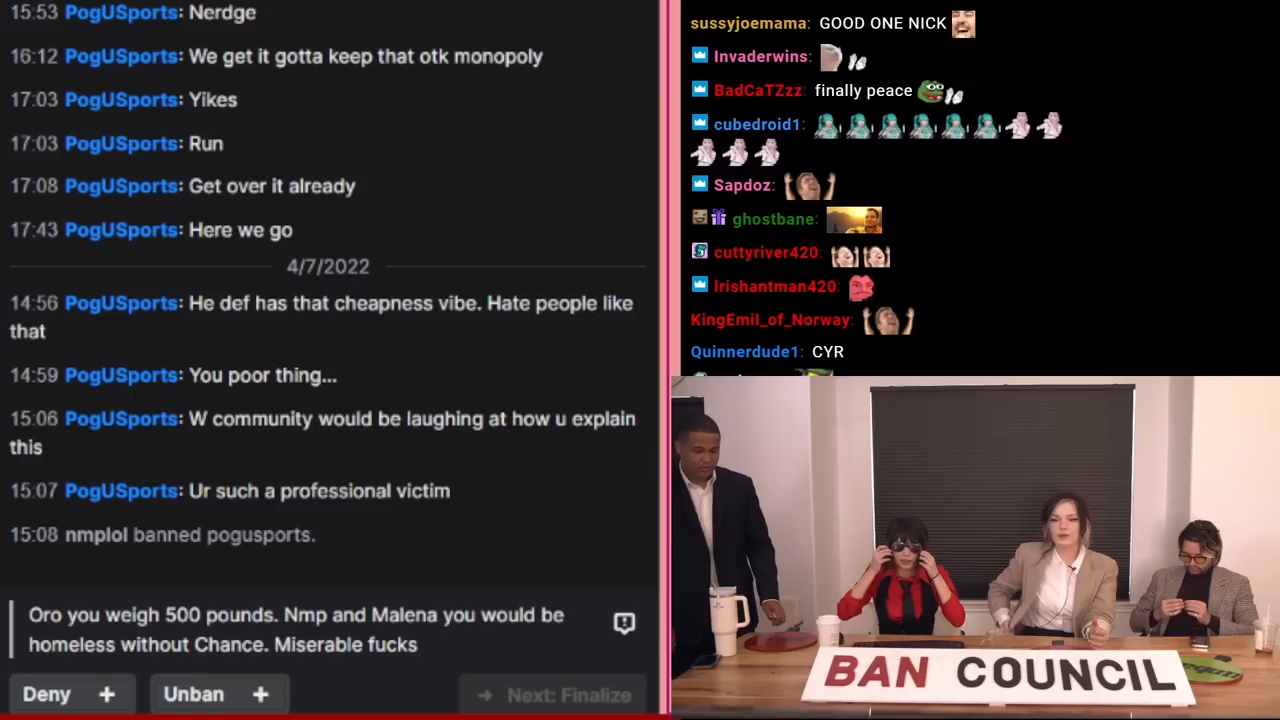 15:53 PogUSports: Nerdge
16:12 PogUSports: We get it gotta keep that otk monopoly
17:03 PogUSports: Yikes
17:03 PogUSports: Run
17:08 PogUSports: Get over it already
17:43 PogUSports: Here we go
4/7/2022
14:56 PogUSports: He def has that cheapness vibe. Hate people like
that
14:59 PogUSports: You poor thing...
15:06 PogUSports: W community would be laughing at how u explain
this
15:07 PogUSports: Ur such a professional victim
15:08 nmplol banned pogusports.
Oro you weigh 500 pounds. Nmp and Malena you would be
homeless without Chance. Miserable fucks
Deny +
Unban +
→ Next: Finalize
sussyjoemama: GOOD ONE NICK
Invaderwins:
BadCaTZzz: finally peace
cubedroid1:
Sapdoz:
ghostbane:
cuttyriver420:
Irishantman420:
KingEmil_of_Norway:
Quinnerdude1: CYR
BAN COUNCIL